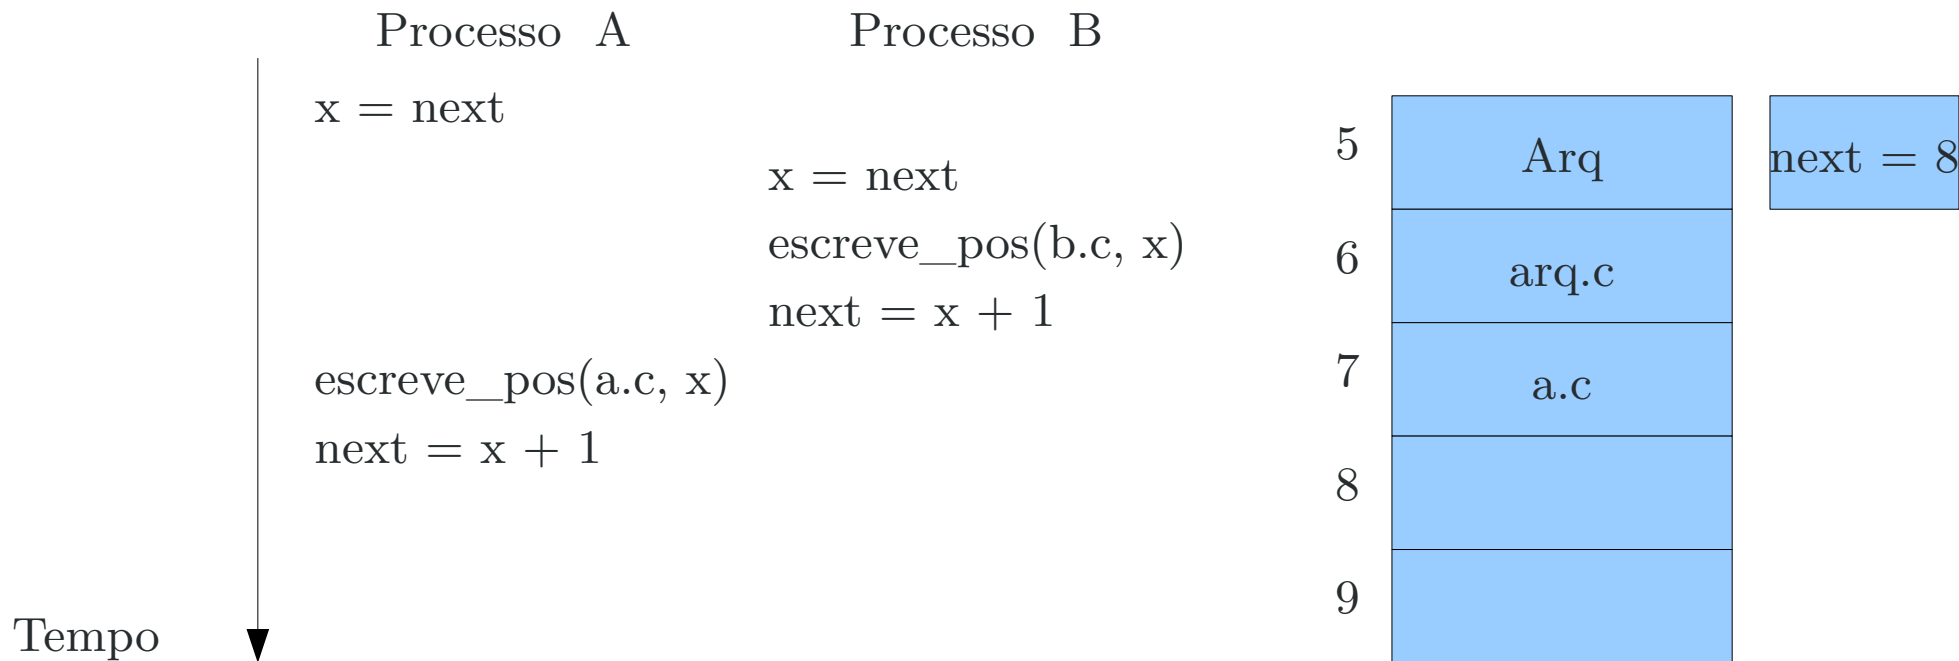 Processo A
Processo B
x = next
x = next
escreve_pos(b.c, x)
next = x + 1
escreve_pos(a.c, x)
next = x + 1
Tempo
5
Arq
next = 8
6
arq.c
7
a.c
8
9